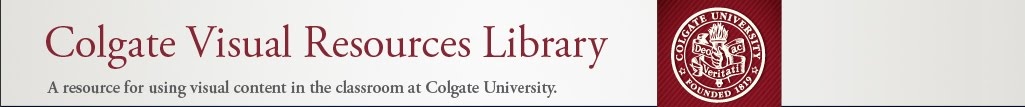 Colgate Visual Resources Library
A resource for using visual content in the classroom at Colgate University.
COLGATE UNIVERSITY
Deo ac
Veritati
FOUNDED 1819